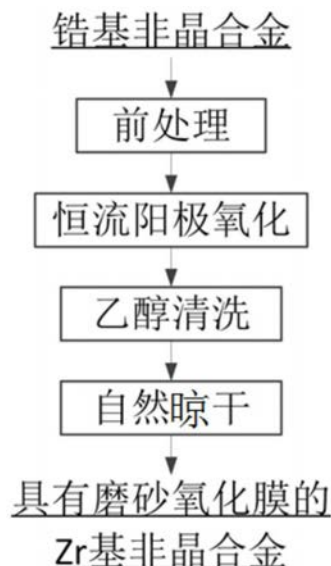 锆基非晶合金
前处理
恒流阳极氧化
乙醇清洗
自然晾干
具有磨砂氧化膜的
Zr基非晶合金